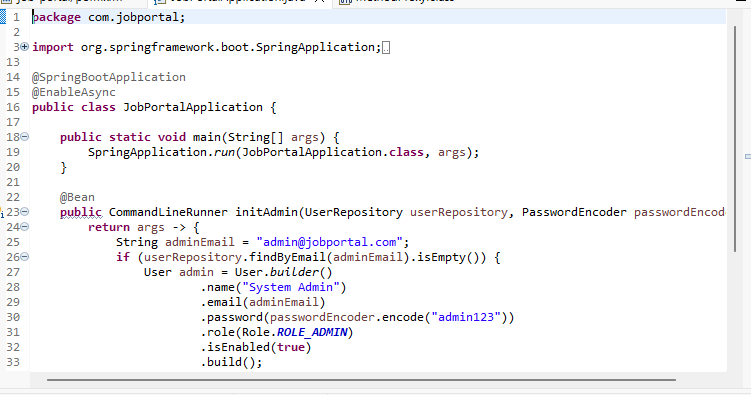 1 package com.jobportal;
2
3 import org.springframework.boot.SpringApplication;
13
14 @SpringBootApplication
15 @EnableAsync
16 public class JobPortalApplication {
17
18 public static void main(String[] args) {
19 SpringApplication.run(JobPortalApplication.class, args);
20 }
21
22 @Bean
23 public CommandLineRunner initAdmin(UserRepository userRepository, PasswordEncoder passwordEncod
24 return args -> {
25 String adminEmail = "admin@jobportal.com";
26 if (userRepository.findByEmail(adminEmail).isEmpty()) {
27 User admin = User.builder()
28 .name("System Admin")
29 .email(adminEmail)
30 .password(passwordEncoder.encode("admin123"))
31 .role(Role.ROLE_ADMIN)
32 .isEnabled(true)
33 .build();